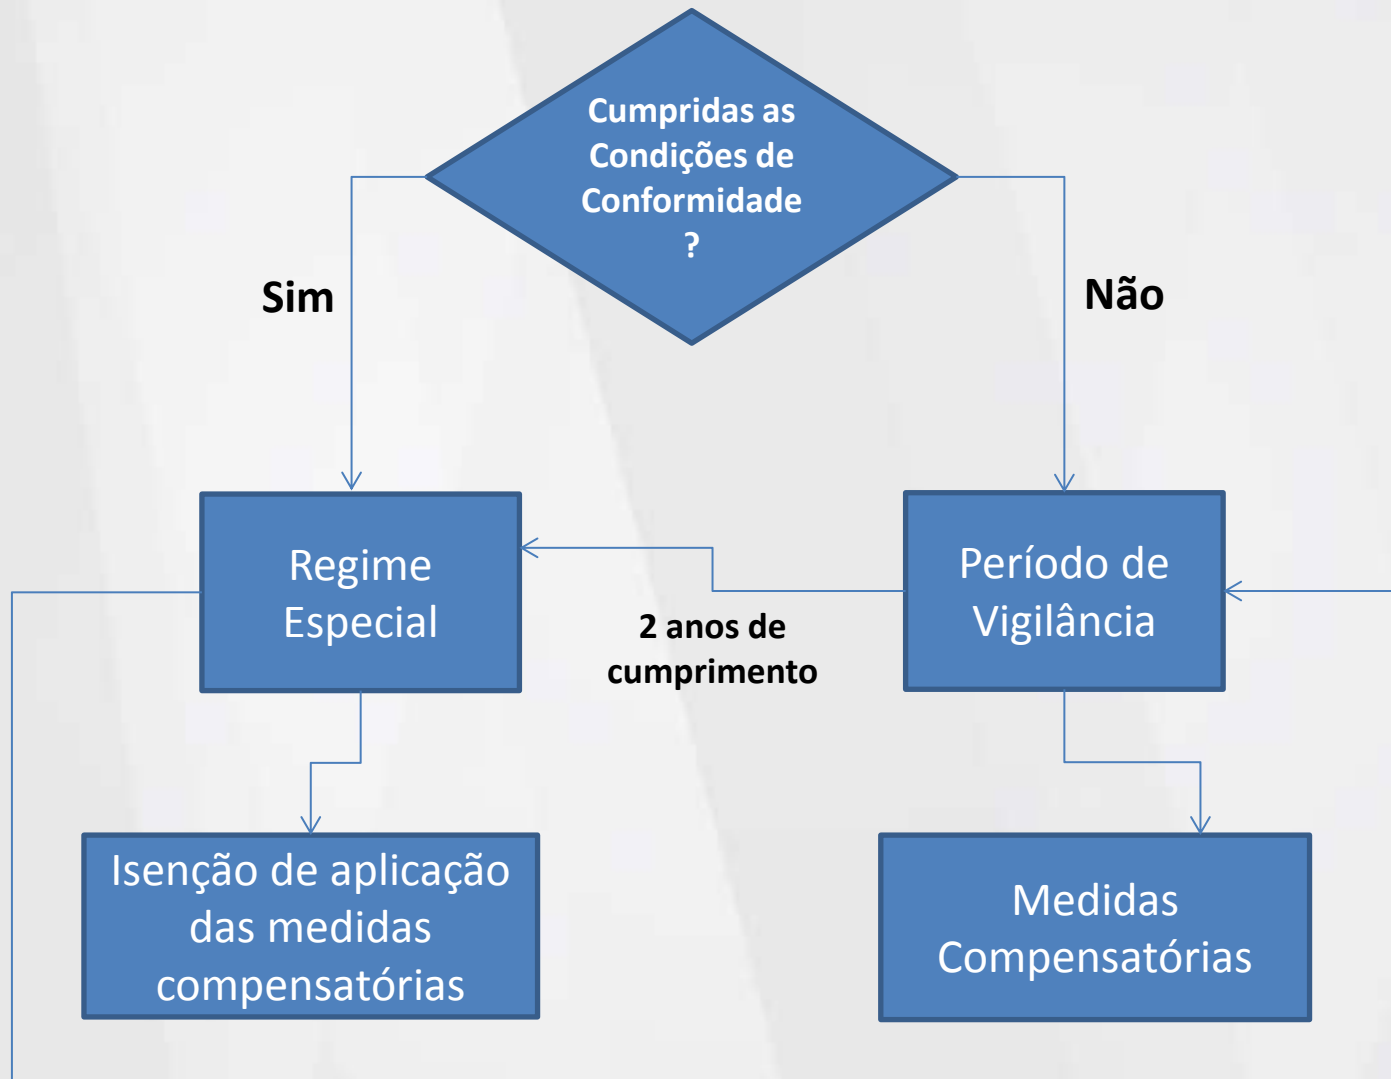 Cumpridas as
Condições de
Conformidade
?
Sim
Não
Regime
Especial
2 anos de
cumprimento
Período de
Vigilância
Isenção de aplicação
das medidas
compensatórias
Medidas
Compensatórias